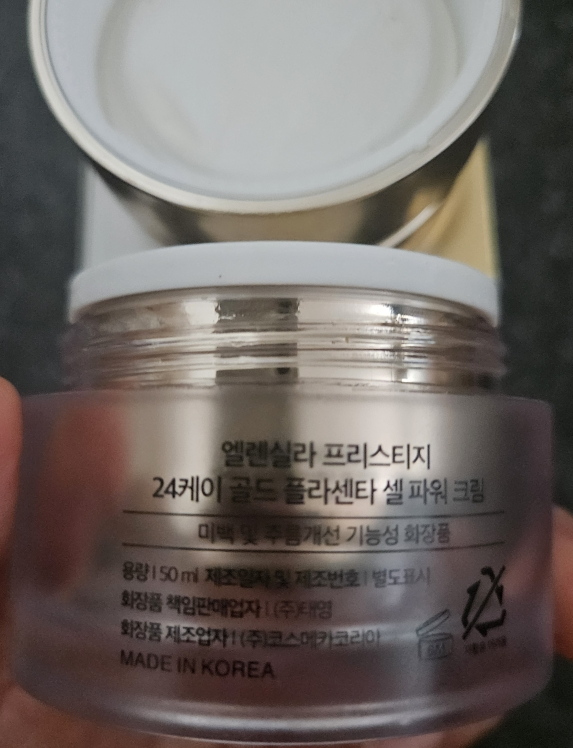 엘렌실라 프리스티지
24케이 골드 플라센타 셀 파워 크림
미백 및 주름개선 기능성 화장품
용량 | 50 ml 제조일자 및 제조번호 | 별도표시
화장품 책임판매업자 | (주)태영
화장품 제조업자 | (주)코스메카코리아
MADE IN KOREA